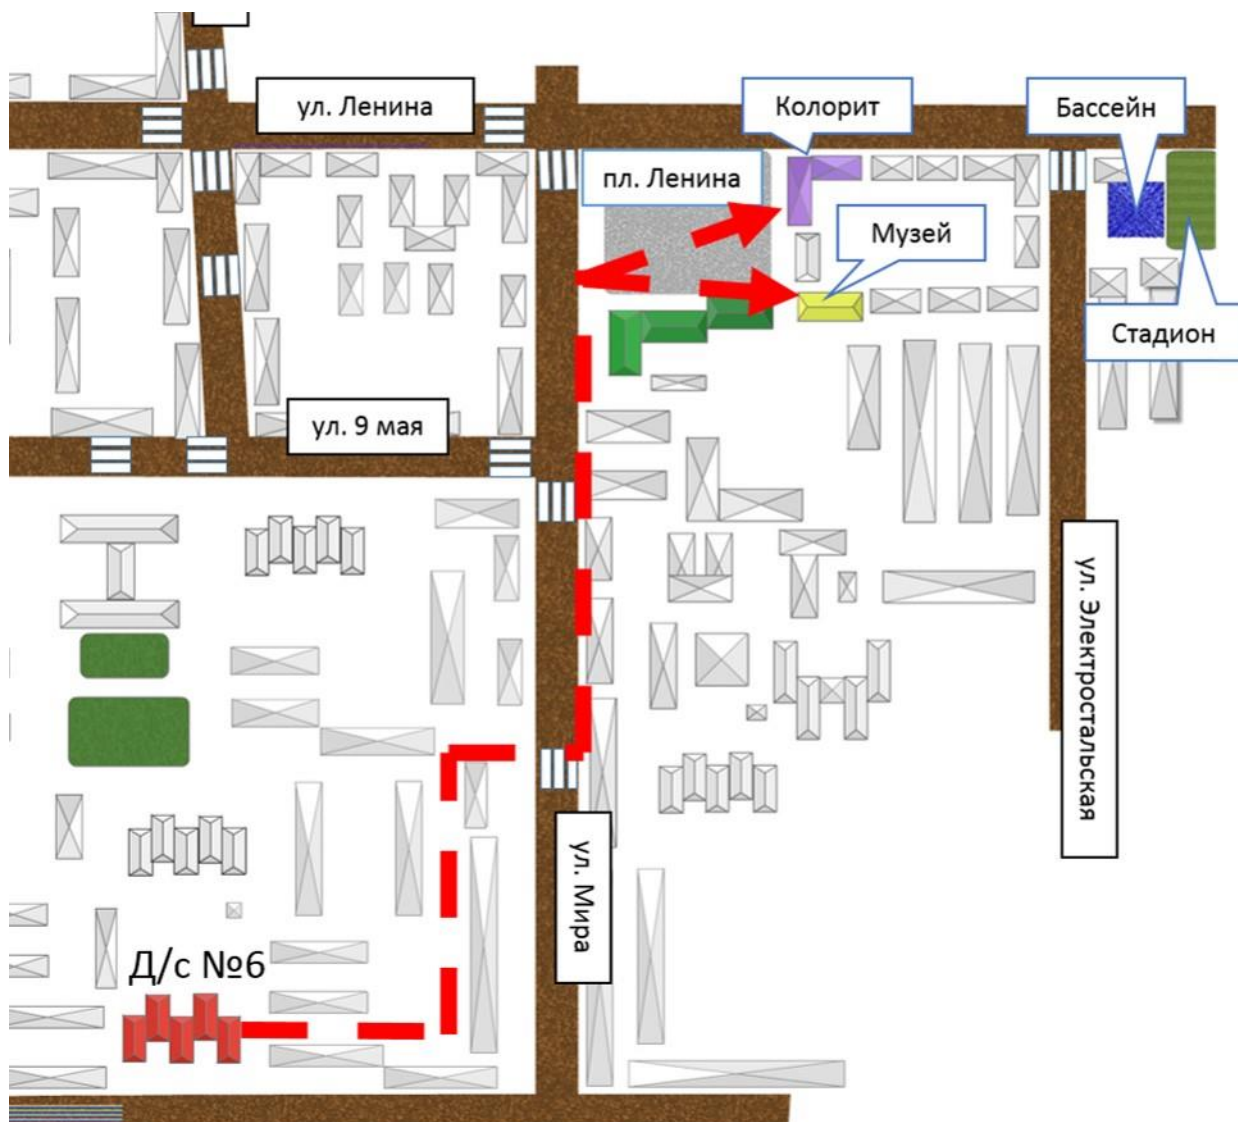 ул. Ленина
Колорит
Бассейн
пл. Ленина
Музей
Стадион
ул. 9 мая
ул. Электростальская
ул. Мира
Д/с №6